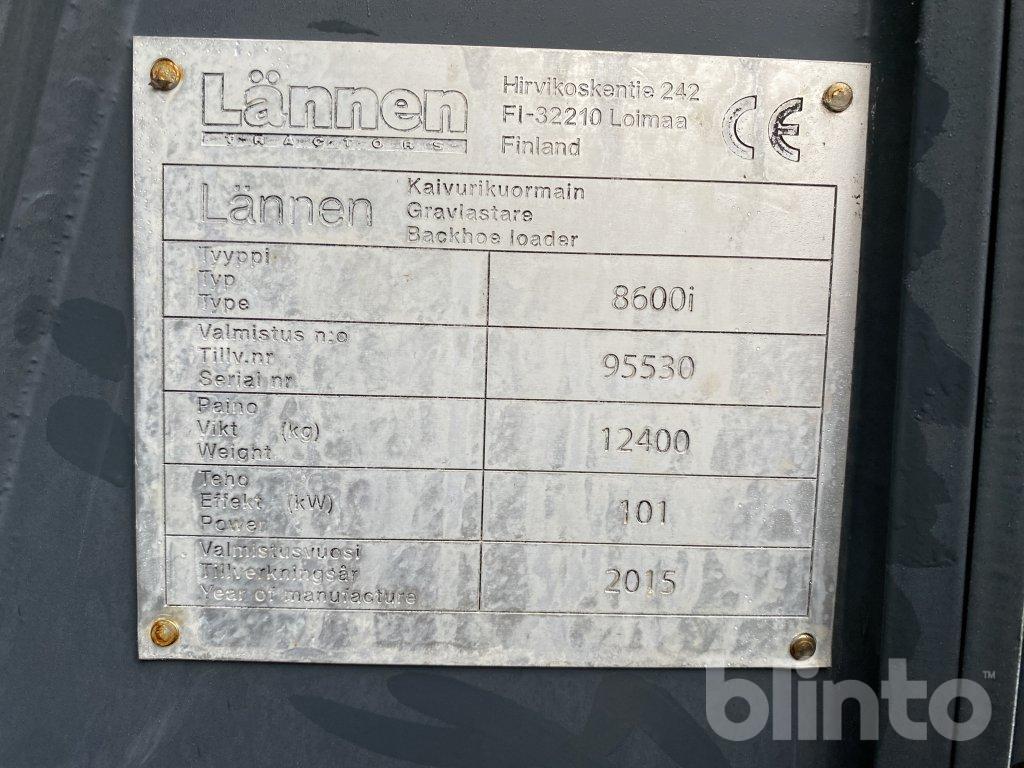 Lännen
TRACTORS
Hirvikoskentie 242
FI-32210 Loimaa
Finland
CE
Lännen
Kaivurikuormain
Gravlastare
Backhoe loader
Tyyppi
Typ
Type
8600i
Valmistus n:o
Tillv.nr
Serial nr
95530
Paino
Vikt (kg)
Weight
12400
Teho
Effekt (kW)
Power
101
Valmistusvuosi
Tillverkningsår
Year of manufacture
2015
blinto™